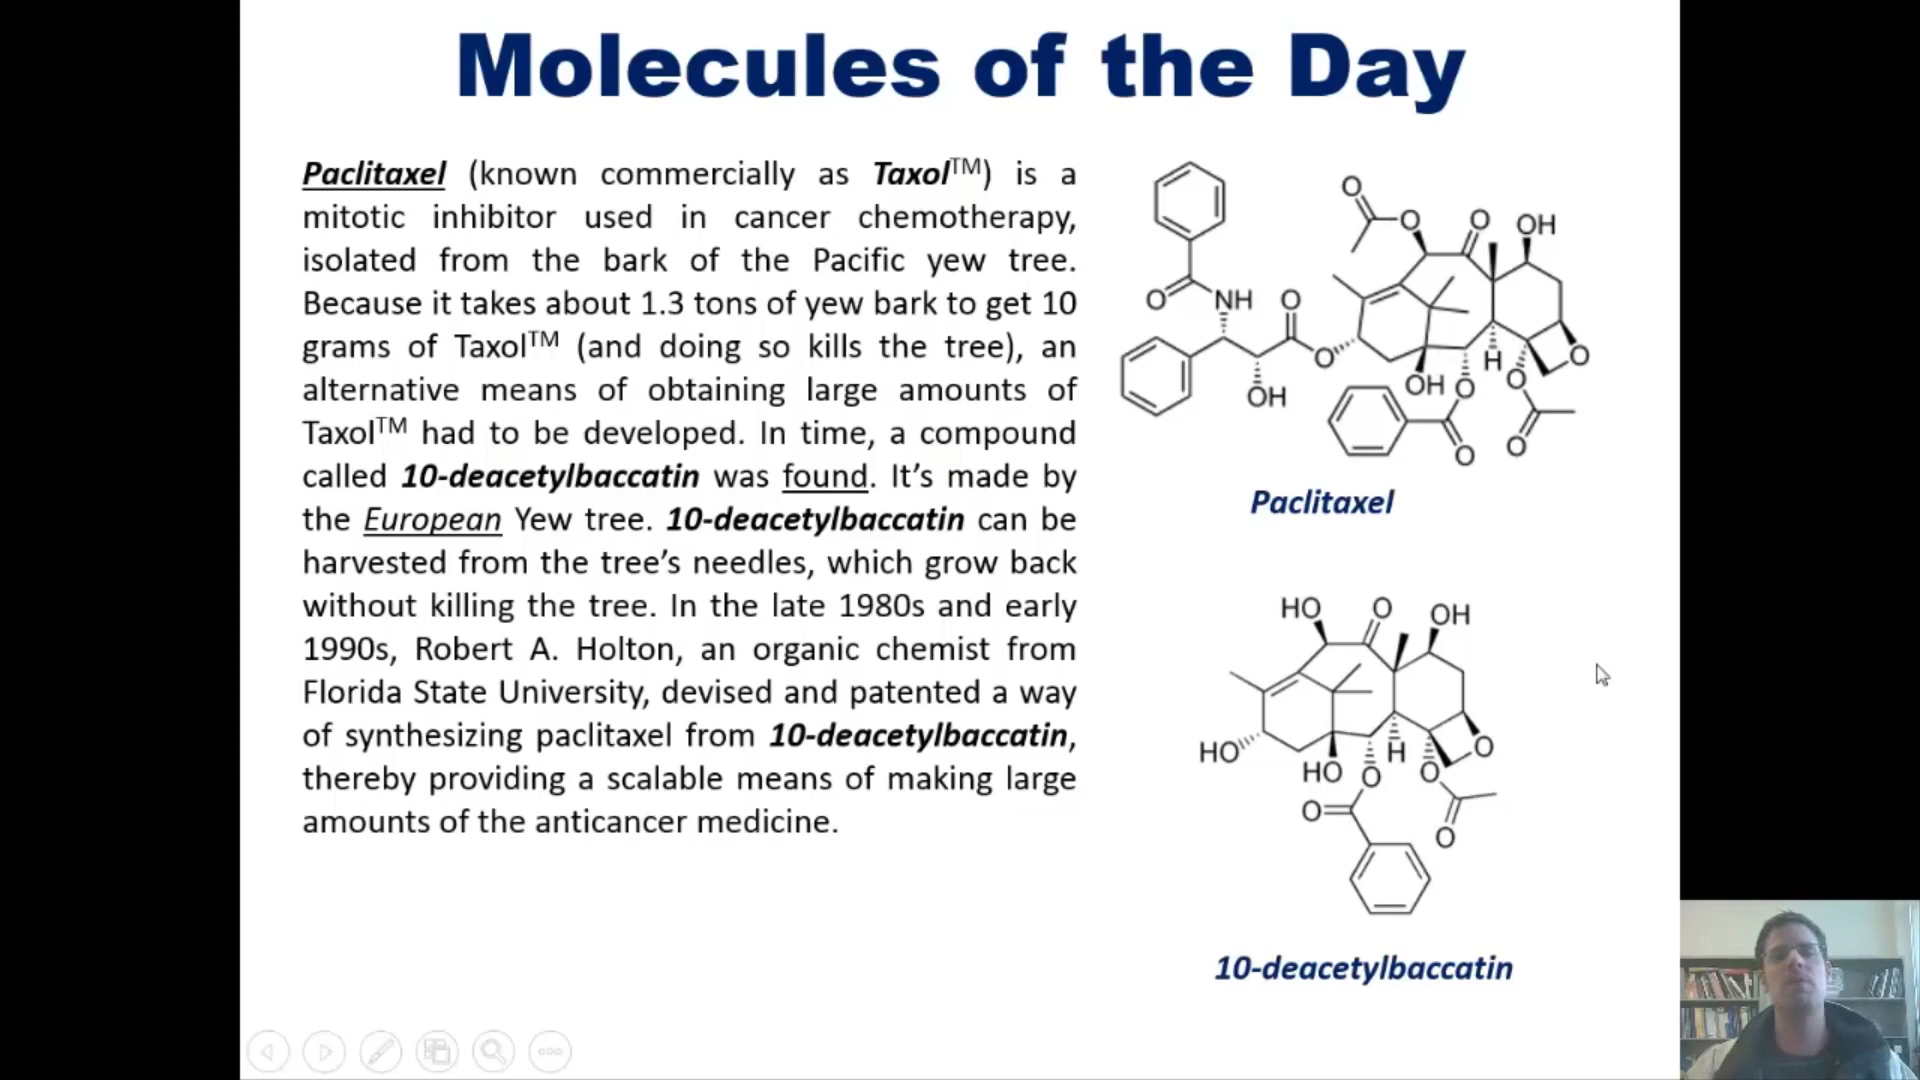 Molecules of the Day
Paclitaxel (known commercially as Taxol™) is a
mitotic inhibitor used in cancer chemotherapy,
isolated from the bark of the Pacific yew tree.
Because it takes about 1.3 tons of yew bark to get 10
grams of Taxol™ (and doing so kills the tree), an
alternative means of obtaining large amounts of
Taxol™ had to be developed. In time, a compound
called 10-deacetylbaccatin was found. It’s made by
the European Yew tree. 10-deacetylbaccatin can be
harvested from the tree’s needles, which grow back
without killing the tree. In the late 1980s and early
1990s, Robert A. Holton, an organic chemist from
Florida State University, devised and patented a way
of synthesizing paclitaxel from 10-deacetylbaccatin,
thereby providing a scalable means of making large
amounts of the anticancer medicine.
O
O O OH
O NH O
O H O
OH OH O O
O O
Paclitaxel
HO O OH
HO H O
HO O O
O O
10-deacetylbaccatin